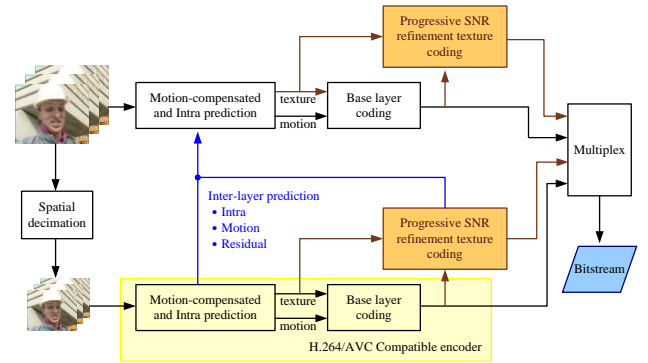 Progressive SNR
refinement texture
coding
Motion-compensated
and Intra prediction
texture
motion
Base layer
coding
Multiplex
Spatial
decimation
Inter-layer prediction
• Intra
• Motion
• Residual
Progressive SNR
refinement texture
coding
Bitstream
Motion-compensated
and Intra prediction
texture
motion
Base layer
coding
H.264/AVC Compatible encoder